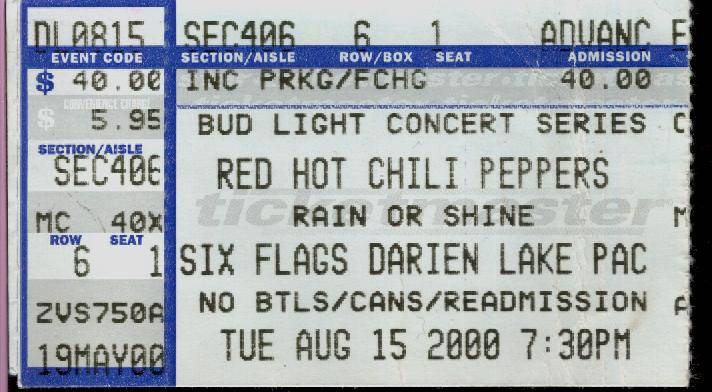 DL0815 SEC406 6 1 ADVANC E
EVENT CODE SECTION/AISLE ROW/BOX SEAT ADMISSION
$ 40.00 INC PRKG/FCHG 40.00
CONVENIENCE CHARGE
$ 5.95 BUD LIGHT CONCERT SERIES C
SECTION/AISLE
SEC406 RED HOT CHILI PEPPERS
ticketmaster
MC 40X RAIN OR SHINE M
ROW SEAT
6 1 SIX FLAGS DARIEN LAKE PAC
ZVS750A NO BTLS/CANS/READMISSION A
19MAY00 TUE AUG 15 2000 7:30PM